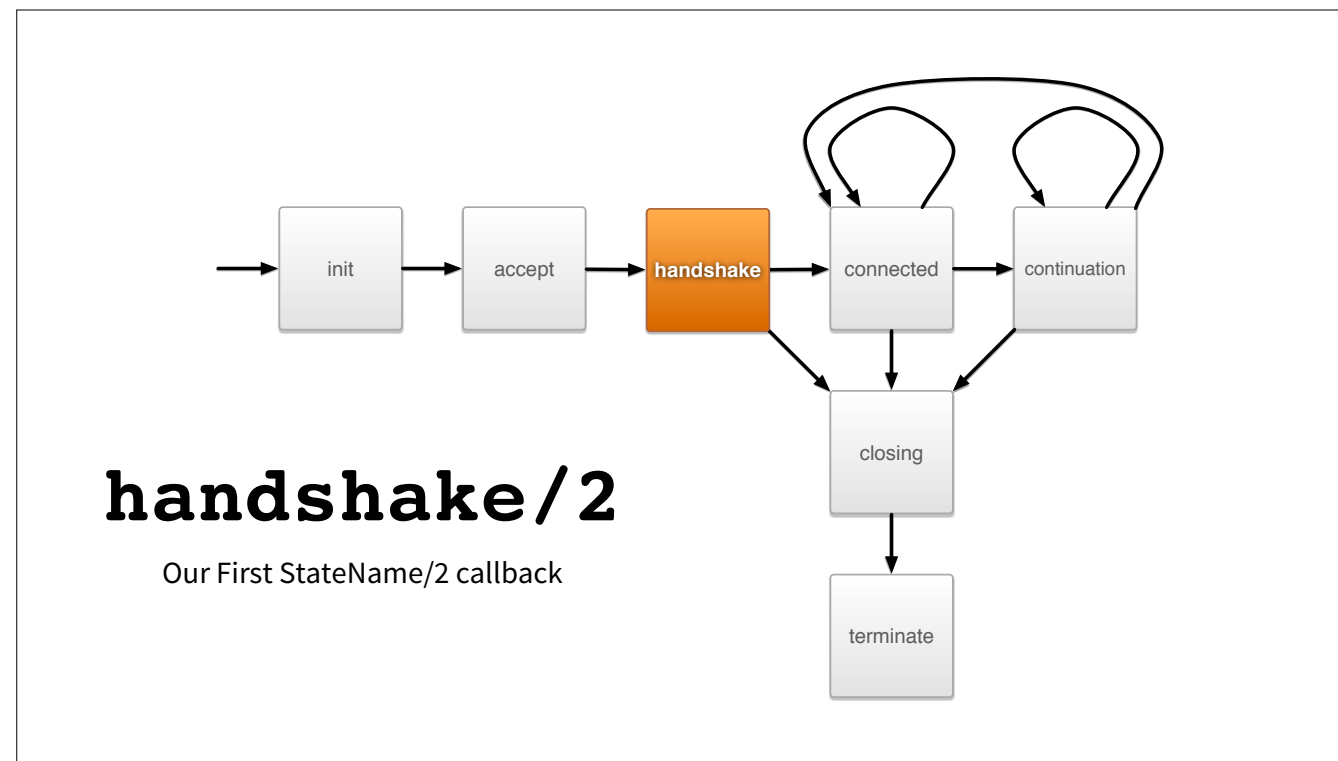 init
accept
handshake
connected
continuation
closing
handshake/2
Our First StateName/2 callback
terminate